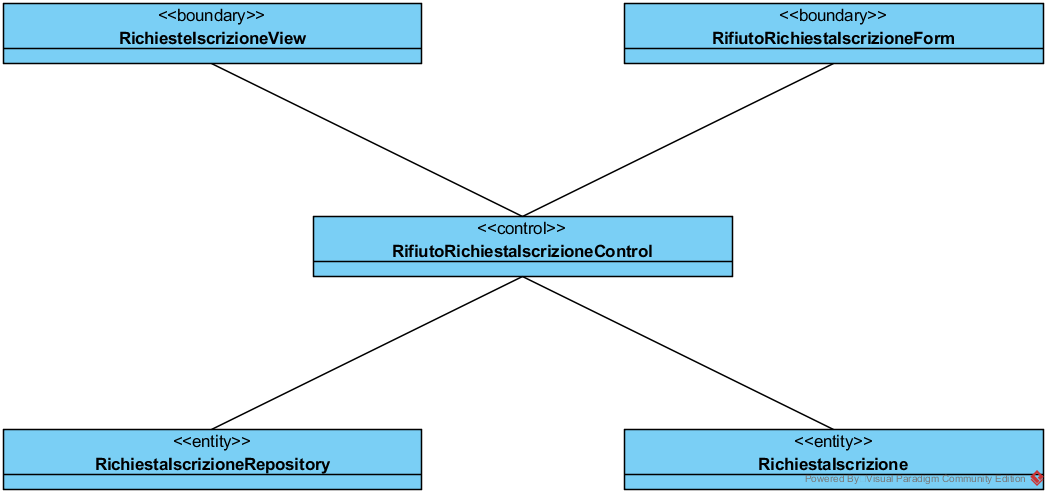 <<boundary>>
RichiesteIscrizioneView
<<boundary>>
RifiutoRichiestaIscrizioneForm
<<control>>
RifiutoRichiestaIscrizioneControl
<<entity>>
RichiestaIscrizioneRepository
<<entity>>
RichiestaIscrizione
Powered By Visual Paradigm Community Edition